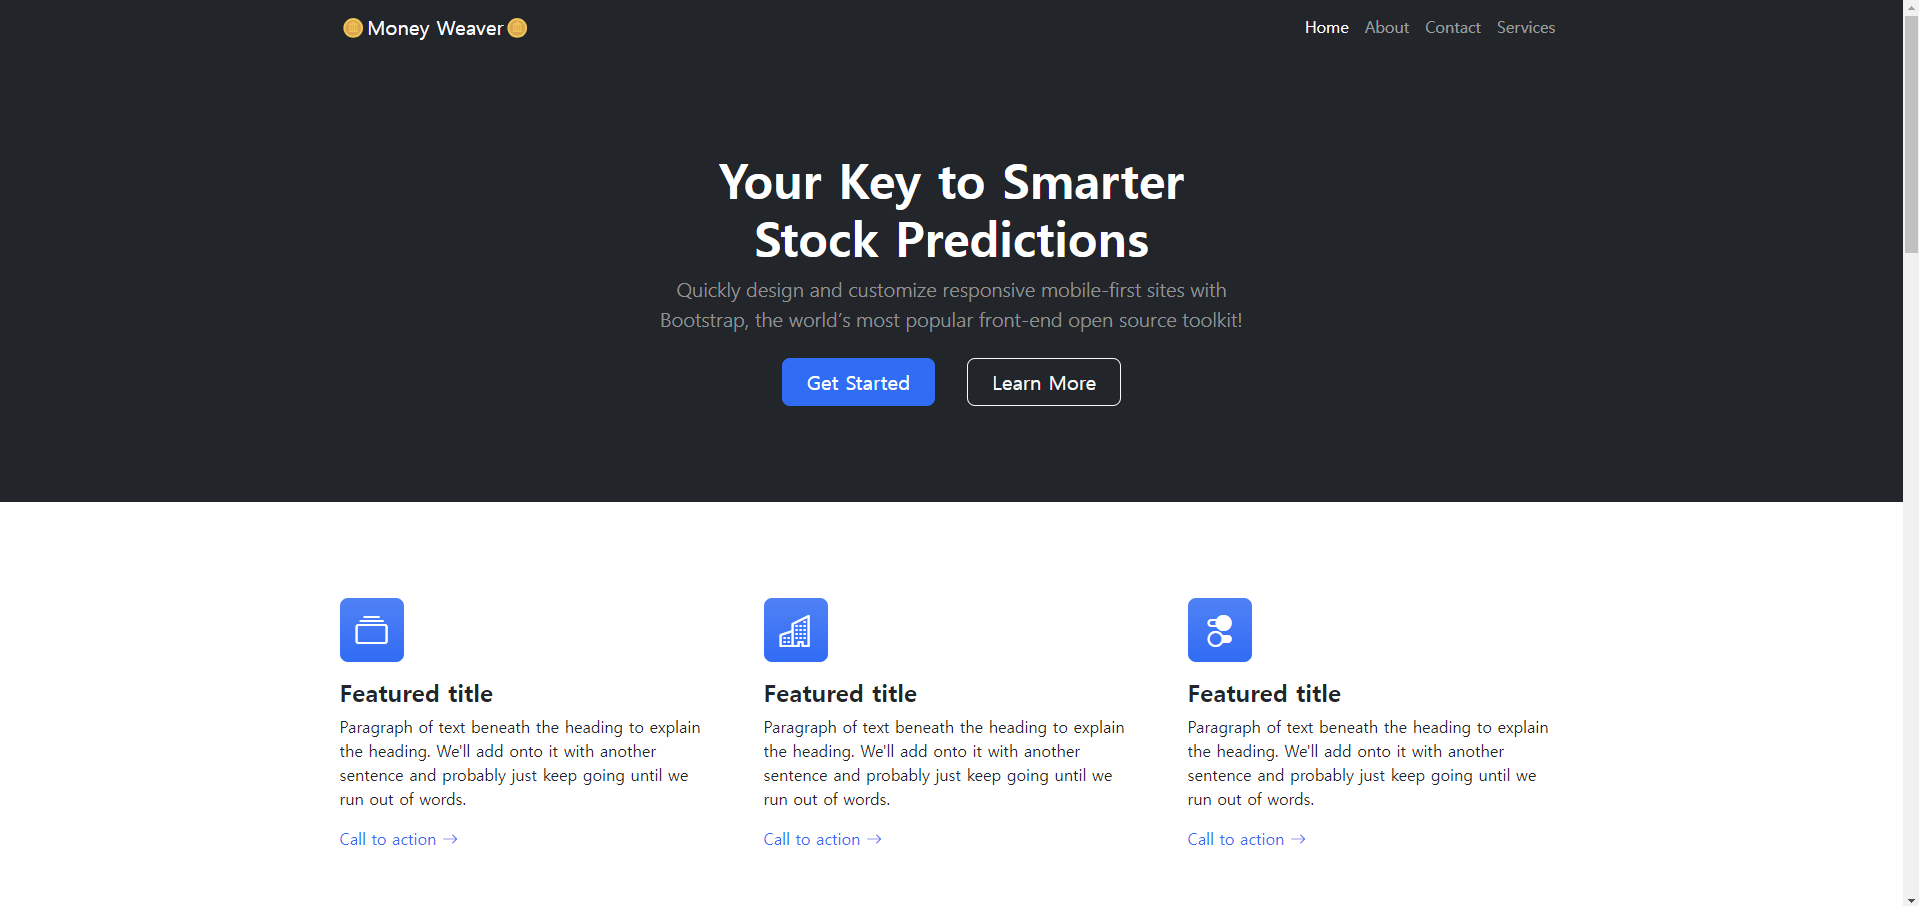 Money Weaver
Home About Contact Services
Your Key to Smarter
Stock Predictions
Quickly design and customize responsive mobile-first sites with
Bootstrap, the world’s most popular front-end open source toolkit!
Get Started Learn More
Featured title
Paragraph of text beneath the heading to explain
the heading. We'll add onto it with another
sentence and probably just keep going until we
run out of words.
Call to action →
Featured title
Paragraph of text beneath the heading to explain
the heading. We'll add onto it with another
sentence and probably just keep going until we
run out of words.
Call to action →
Featured title
Paragraph of text beneath the heading to explain
the heading. We'll add onto it with another
sentence and probably just keep going until we
run out of words.
Call to action →